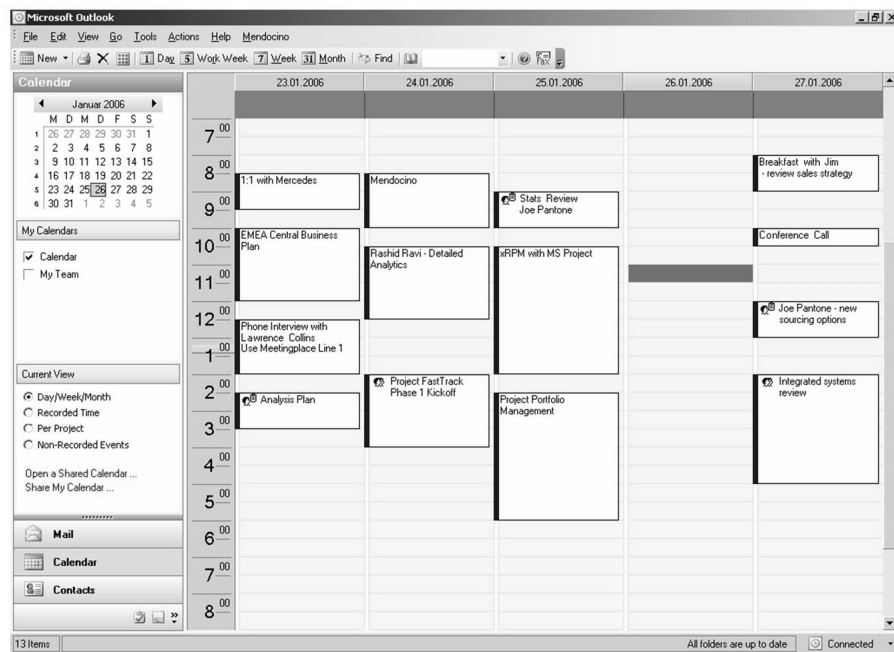 Microsoft Outlook
File Edit View Go Tools Actions Help Mendocino
New 1 Day 5 Work Week 7 Week 31 Month Find
Calendar
Januar 2006
M D M D F S S
1 26 27 28 29 30 31 1
2 2 3 4 5 6 7 8
3 9 10 11 12 13 14 15
4 16 17 18 19 20 21 22
5 23 24 25 26 27 28 29
6 30 31 1 2 3 4 5
My Calendars
Calendar
My Team
Current View
Day/Week/Month
Recorded Time
Per Project
Non-Recorded Events
Open a Shared Calendar ...
Share My Calendar ...
Mail
Calendar
Contacts
23.01.2006 24.01.2006 25.01.2006 26.01.2006 27.01.2006
7 00
8 00
9 00
10 00
11 00
12 00
1 00
2 00
3 00
4 00
5 00
6 00
7 00
8 00
1:1 with Mercedes
EMEA Central Business
Plan
Phone Interview with
Lawrence Collins
Use Meetingplace Line 1
Analysis Plan
Mendocino
Rashid Ravi - Detailed
Analytics
Project FastTrack
Phase 1 Kickoff
Stats Review
Joe Pantone
xRPM with MS Project
Project Portfolio
Management
Breakfast with Jim
- review sales strategy
Conference Call
Joe Pantone - new
sourcing options
Integrated systems
review
13 Items All folders are up to date Connected